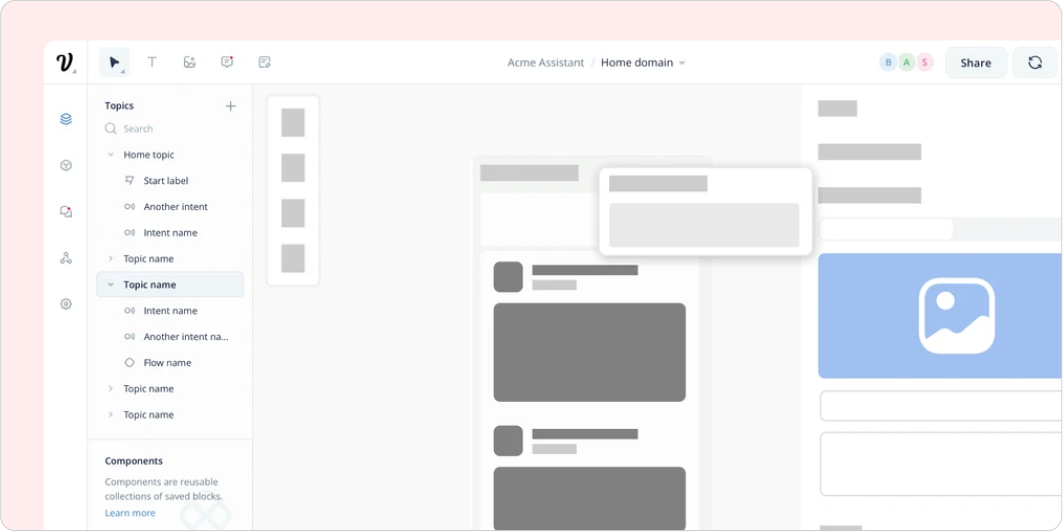 Acme Assistant / Home domain
B A S
Share
Topics
Search
Home topic
Start label
Another intent
Intent name
Topic name
Topic name
Intent name
Another intent na...
Flow name
Topic name
Topic name
Components
Components are reusable
collections of saved blocks.
Learn more